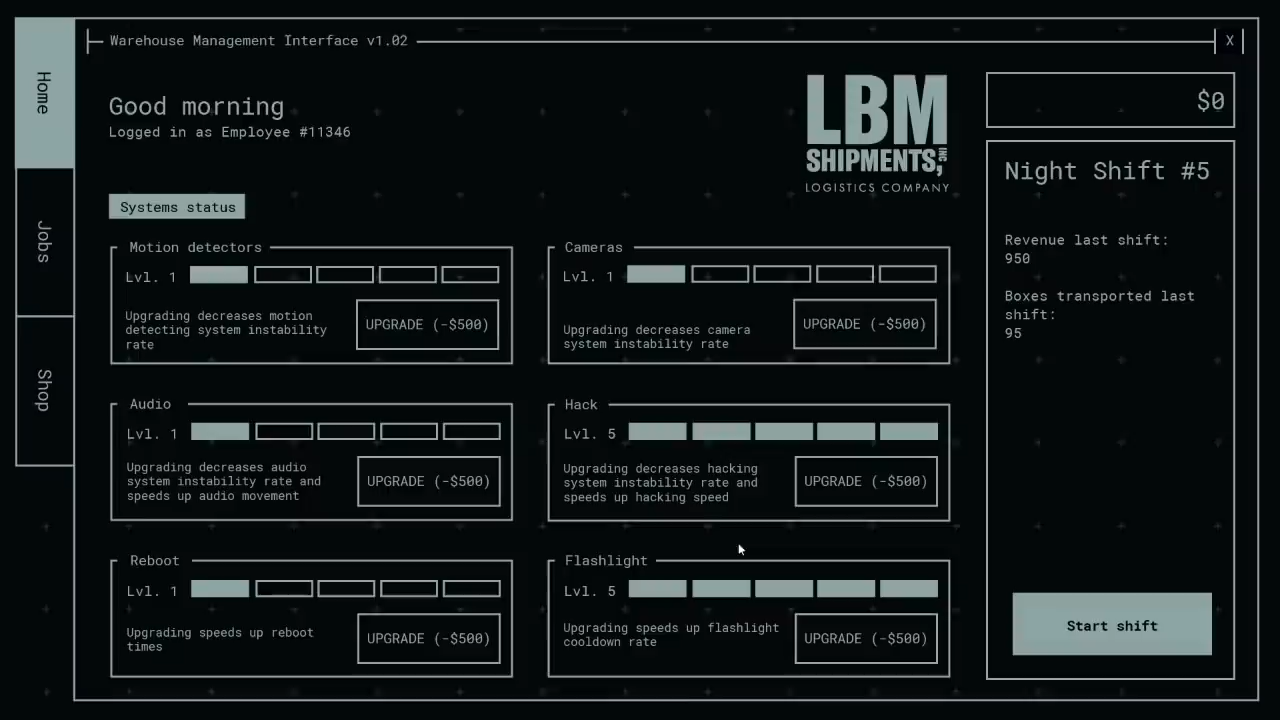 Warehouse Management Interface v1.02
X
Home
Jobs
Shop
Good morning
Logged in as Employee #11346
LBM
SHIPMENTS, INC
LOGISTICS COMPANY
$0
Night Shift #5
Revenue last shift:
950
Boxes transported last
shift:
95
Start shift
Systems status
Motion detectors
Lvl. 1
Upgrading decreases motion
detecting system instability
rate
UPGRADE (-$500)
Cameras
Lvl. 1
Upgrading decreases camera
system instability rate
UPGRADE (-$500)
Audio
Lvl. 1
Upgrading decreases audio
system instability rate and
speeds up audio movement
UPGRADE (-$500)
Hack
Lvl. 5
Upgrading decreases hacking
system instability rate and
speeds up hacking speed
UPGRADE (-$500)
Reboot
Lvl. 1
Upgrading speeds up reboot
times
UPGRADE (-$500)
Flashlight
Lvl. 5
Upgrading speeds up flashlight
cooldown rate
UPGRADE (-$500)